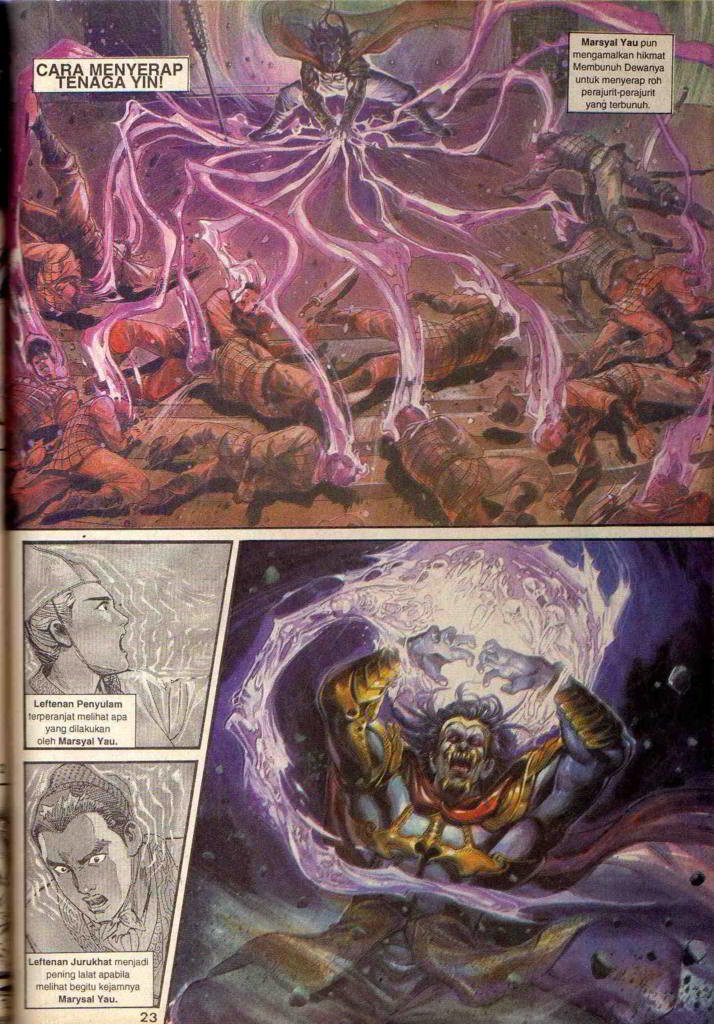 CARA MENYERAP
TENAGA YIN!
Marsyal Yau pun
mengamalkan hikmat
Membunuh Dewanya
untuk menyerap roh
perajurit-perajurit
yang terbunuh.
Leftenan Penyulam
terperanjat melihat apa
yang dilakukan
oleh Marsyal Yau.
Leftenan Jurukhat menjadi
pening lalat apabila
melihat begitu kejamnya
Marysal Yau.
23